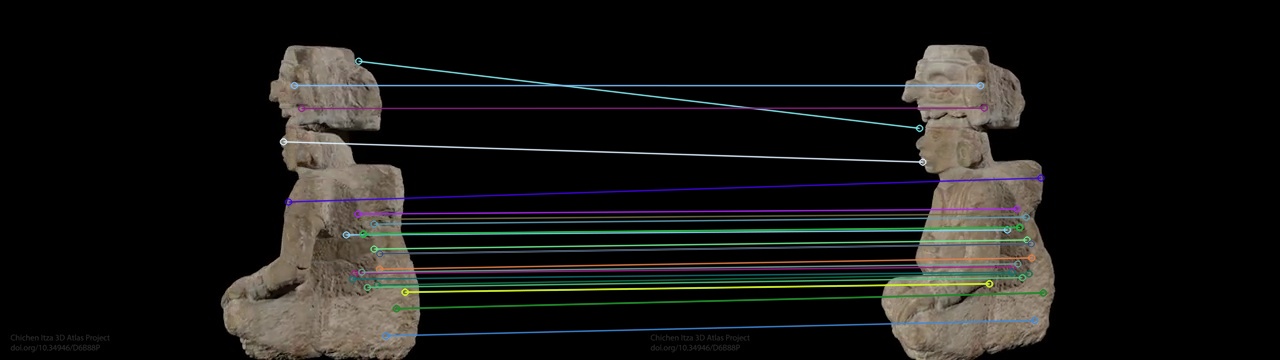 Chichen Itza 3D Atlas Project
doi.org/10.34946/D6B88P
Chichen Itza 3D Atlas Project
doi.org/10.34946/D6B88P